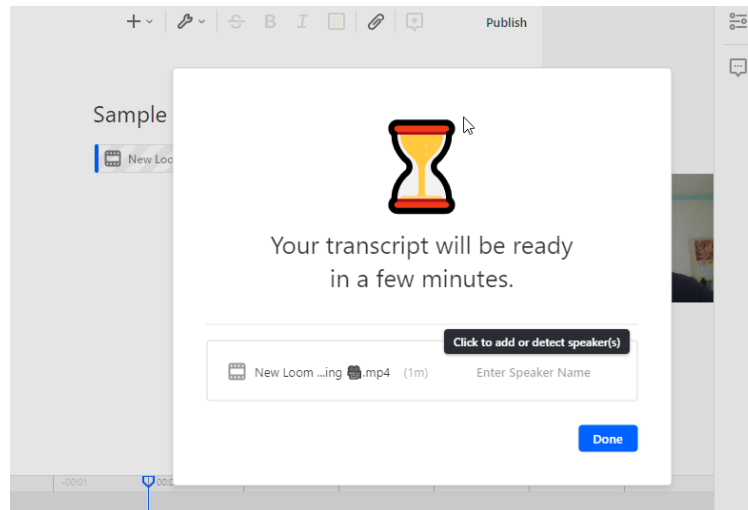 Publish
Sample
New Loo
Your transcript will be ready
in a few minutes.
Click to add or detect speaker(s)
New Loom ...ing 🎥.mp4 (1m) Enter Speaker Name
Done
-00:01 00:0